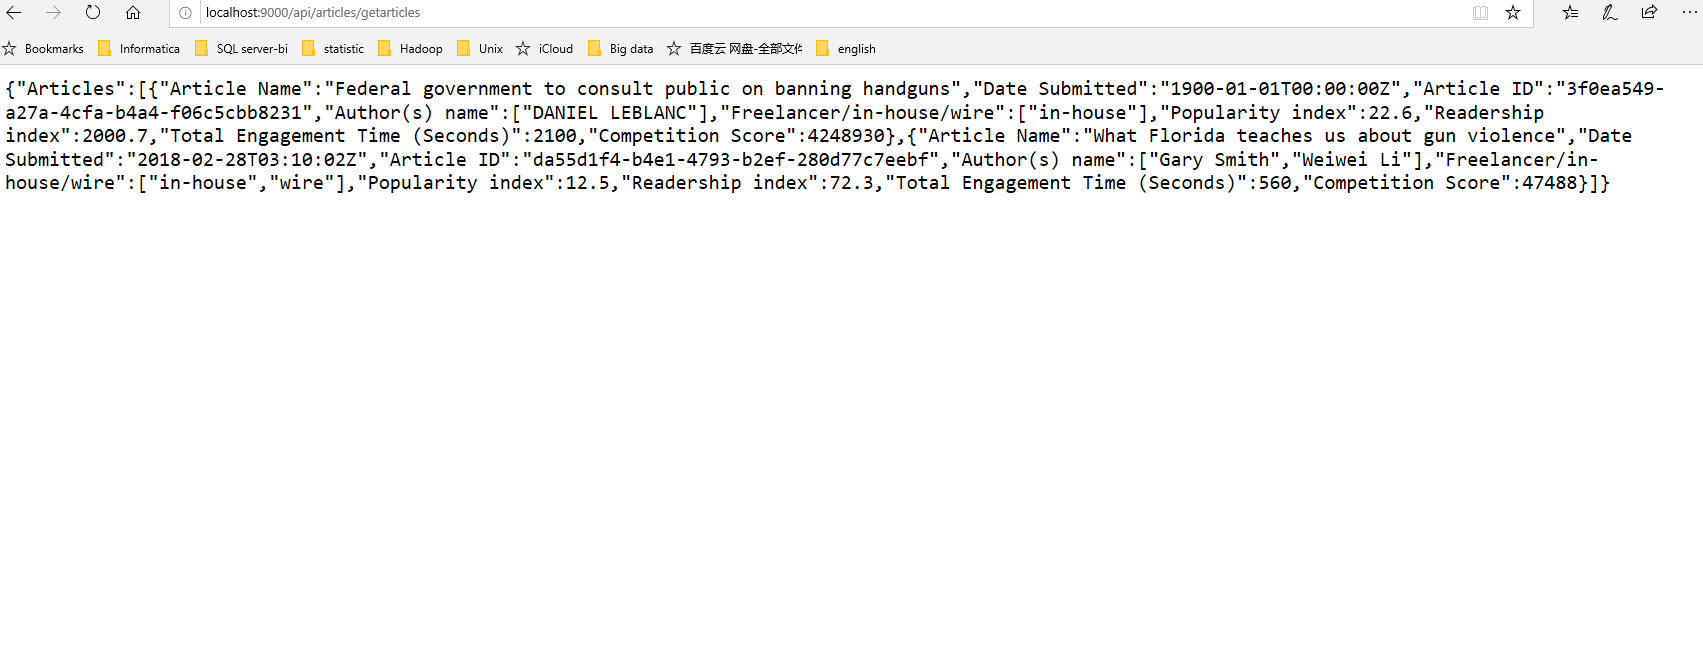 localhost:9000/api/articles/getarticles
Bookmarks Informatica SQL server-bi statistic Hadoop Unix iCloud Big data 百度云 网盘-全部文件 english
{"Articles":[{"Article Name":"Federal government to consult public on banning handguns","Date Submitted":"1900-01-01T00:00:00Z","Article ID":"3f0ea549-
a27a-4cfa-b4a4-f06c5cbb8231","Author(s) name":["DANIEL LEBLANC"],"Freelancer/in-house/wire":["in-house"],"Popularity index":22.6,"Readership
index":2000.7,"Total Engagement Time (Seconds)":2100,"Competition Score":4248930},{"Article Name":"What Florida teaches us about gun violence","Date
Submitted":"2018-02-28T03:10:02Z","Article ID":"da55d1f4-b4e1-4793-b2ef-280d77c7eebf","Author(s) name":["Gary Smith","Weiwei Li"],"Freelancer/in-
house/wire":["in-house","wire"],"Popularity index":12.5,"Readership index":72.3,"Total Engagement Time (Seconds)":560,"Competition Score":47488}]}